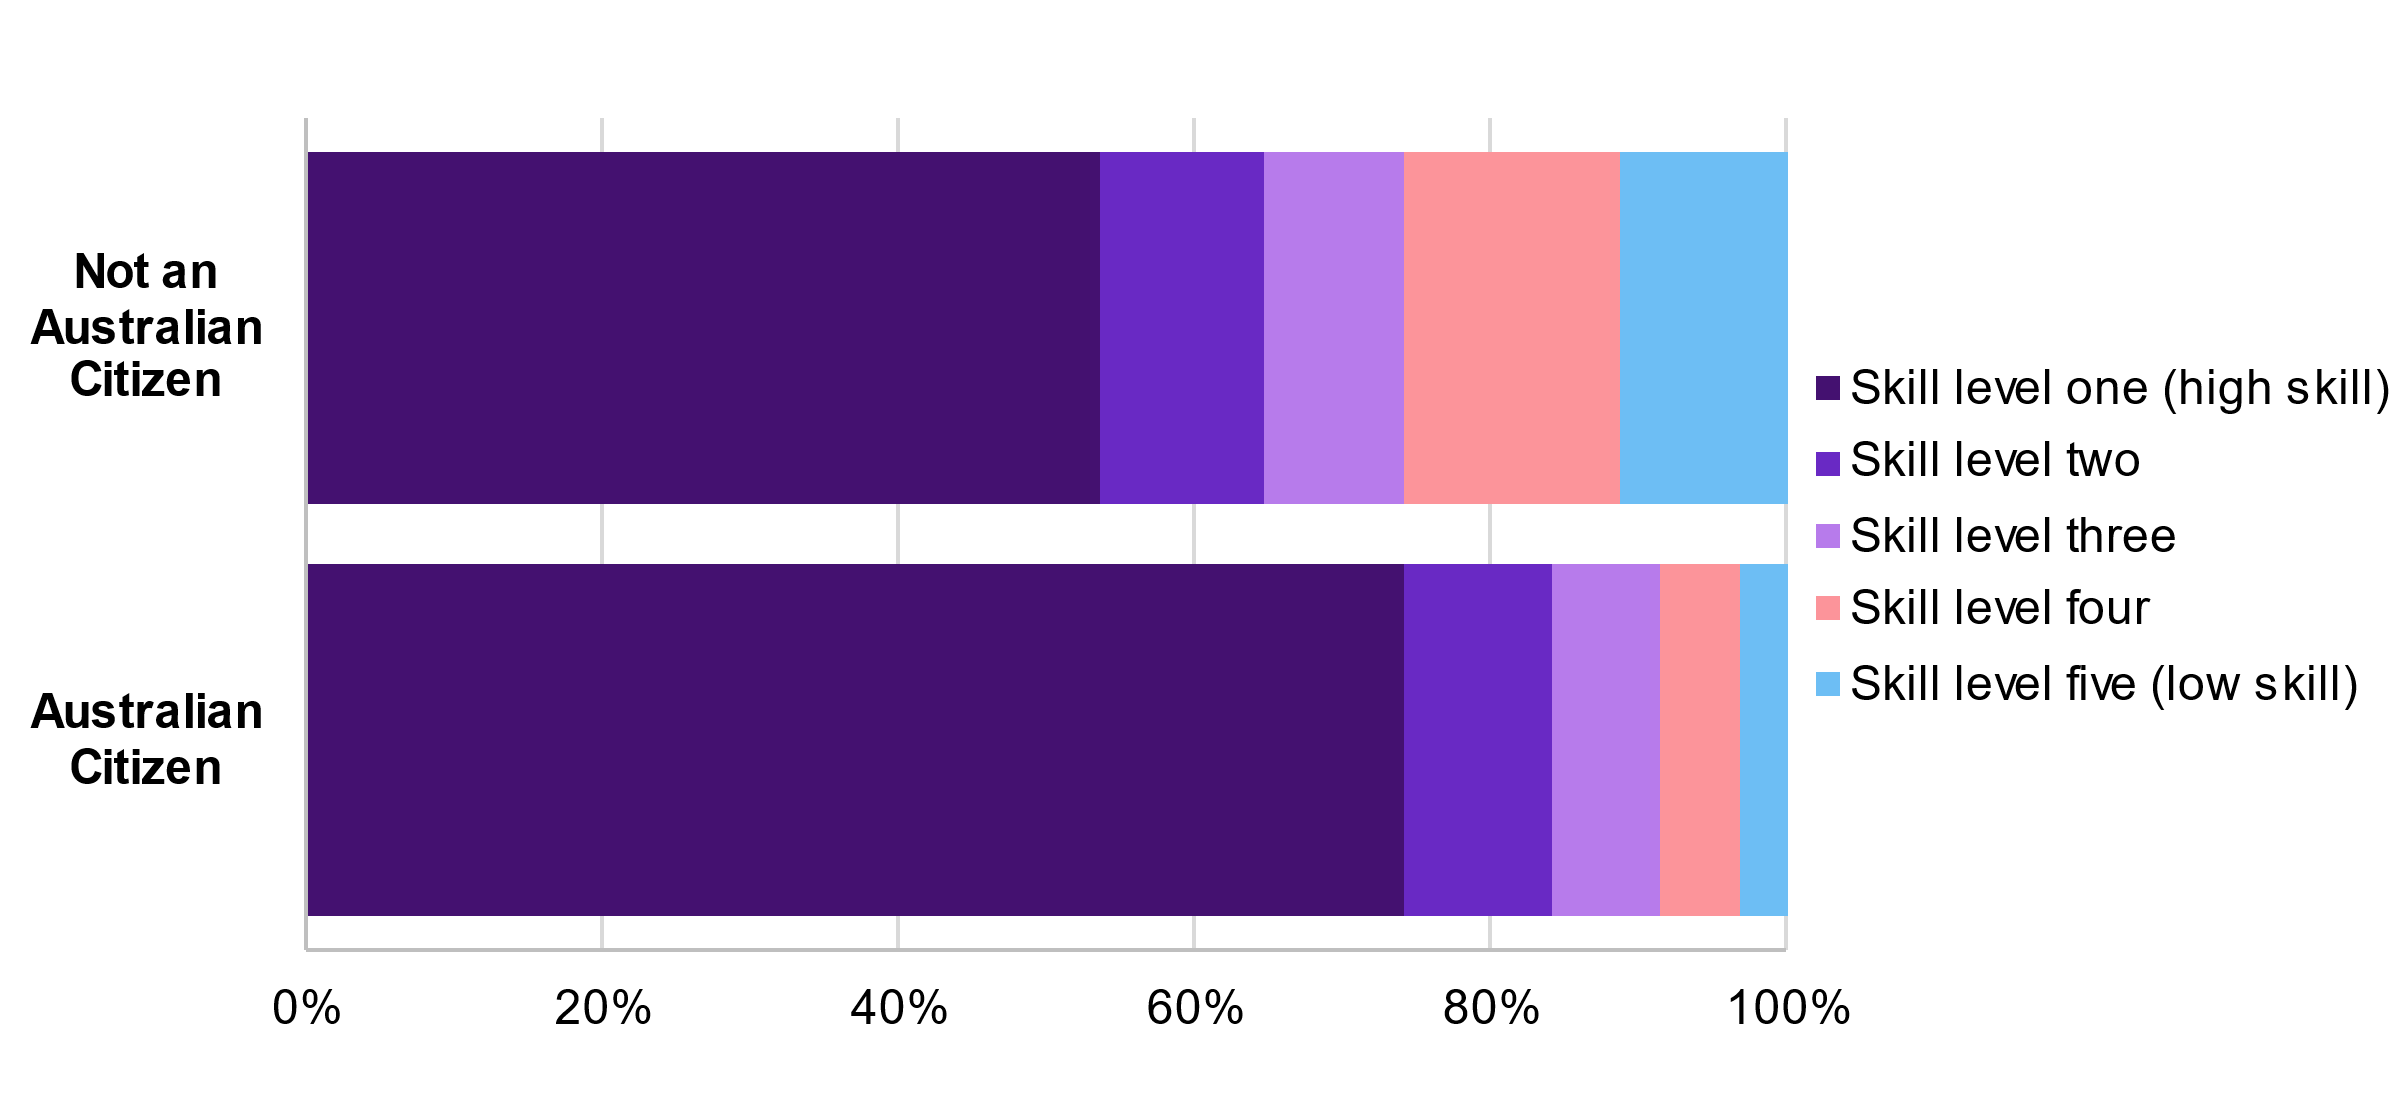 Not an
Australian
Citizen
Australian
Citizen
0%
20%
40%
60%
80%
100%
Skill level one (high skill)
Skill level two
Skill level three
Skill level four
Skill level five (low skill)